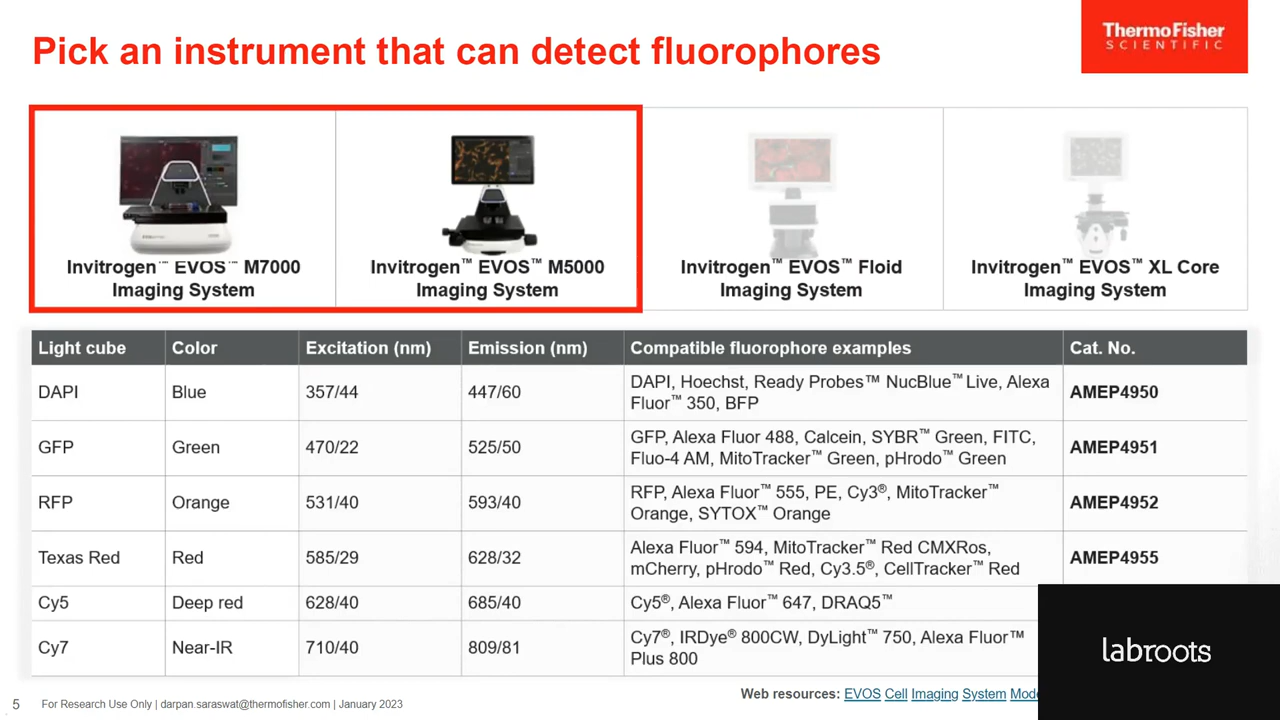 Pick an instrument that can detect fluorophores
ThermoFisher
SCIENTIFIC
Invitrogen™ EVOS™ M7000
Imaging System
Invitrogen™ EVOS™ M5000
Imaging System
Invitrogen™ EVOS™ Floid
Imaging System
Invitrogen™ EVOS™ XL Core
Imaging System
Light cube Color Excitation (nm) Emission (nm) Compatible fluorophore examples Cat. No.
DAPI Blue 357/44 447/60 DAPI, Hoechst, Ready Probes™ NucBlue™ Live, Alexa
Fluor™ 350, BFP
AMEP4950
GFP Green 470/22 525/50 GFP, Alexa Fluor 488, Calcein, SYBR™ Green, FITC,
Fluo-4 AM, MitoTracker™ Green, pHrodo™ Green
AMEP4951
RFP Orange 531/40 593/40 RFP, Alexa Fluor™ 555, PE, Cy3®, MitoTracker™
Orange, SYTOX™ Orange
AMEP4952
Texas Red Red 585/29 628/32 Alexa Fluor™ 594, MitoTracker™ Red CMXRos,
mCherry, pHrodo™ Red, Cy3.5®, CellTracker™ Red
AMEP4955
Cy5 Deep red 628/40 685/40 Cy5®, Alexa Fluor™ 647, DRAQ5™
Cy7 Near-IR 710/40 809/81 Cy7®, IRDye® 800CW, DyLight™ 750, Alexa Fluor™
Plus 800
labroots
Web resources: EVOS Cell Imaging System
5 For Research Use Only | darpan.saraswat@thermofisher.com | January 2023